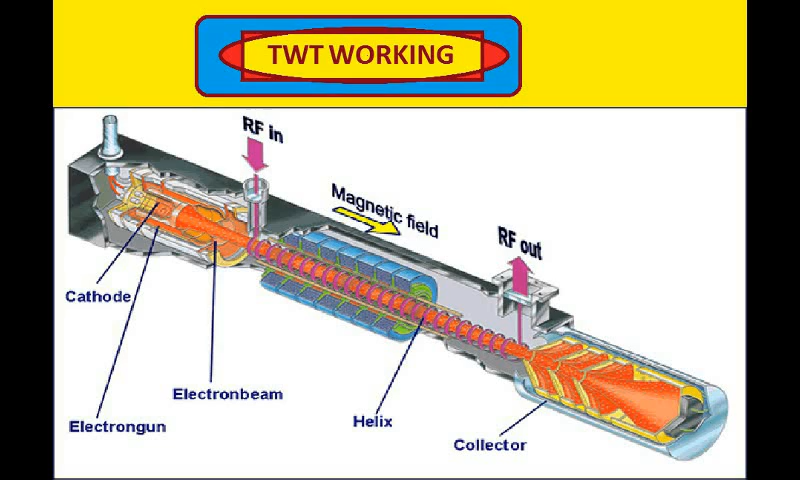 TWT WORKING
RF in
Magnetic field
RF out
Cathode
Electronbeam
Electrongun
Helix
Collector